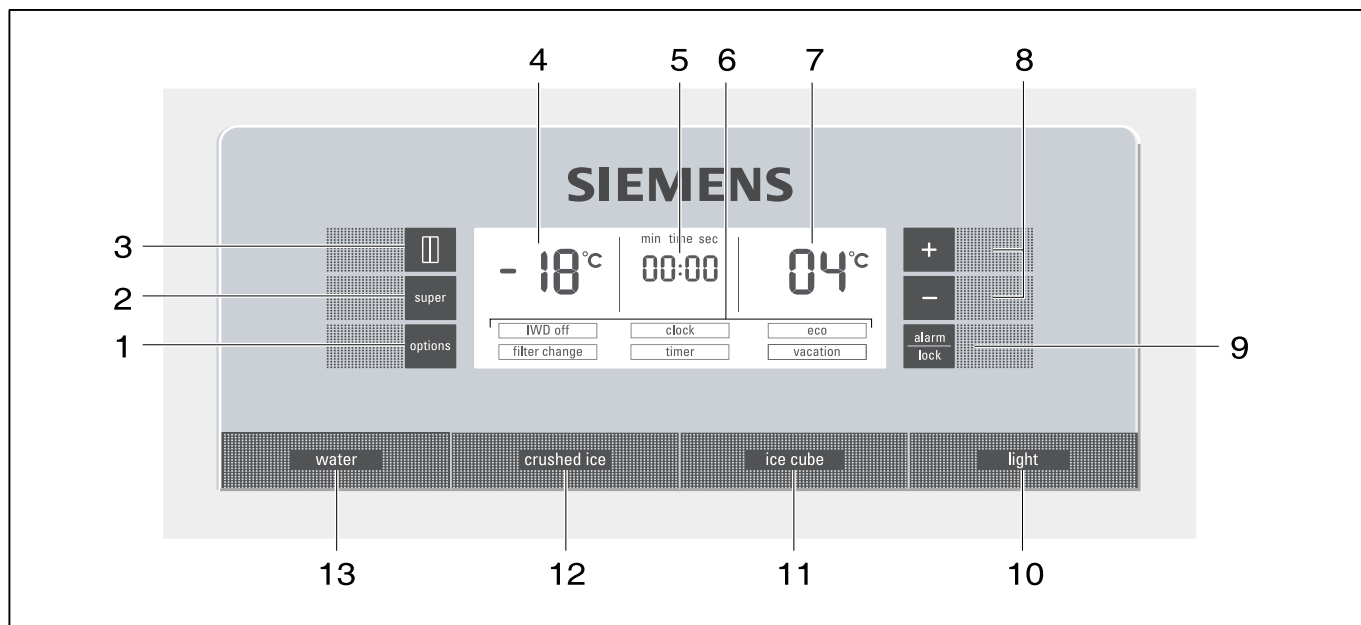 4 5 6 7 8
SIEMENS
3
min time sec
-18°C 00:00 04°C
+
2 super
−
1 options
IWD off clock eco
filter change timer vacation
alarm
lock
9
water crushed ice ice cube light
13 12 11 10